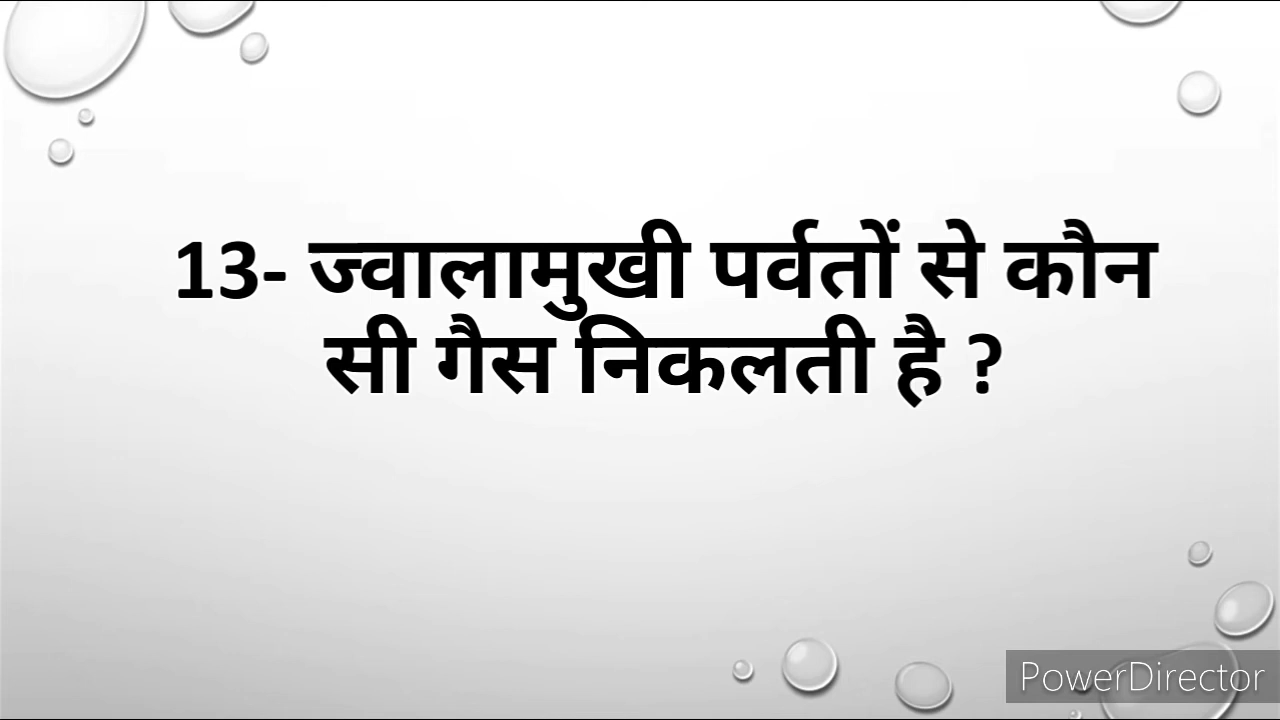 13- ज्वालामुखी पर्वतों से कौन
सी गैस निकलती है ?
PowerDirector